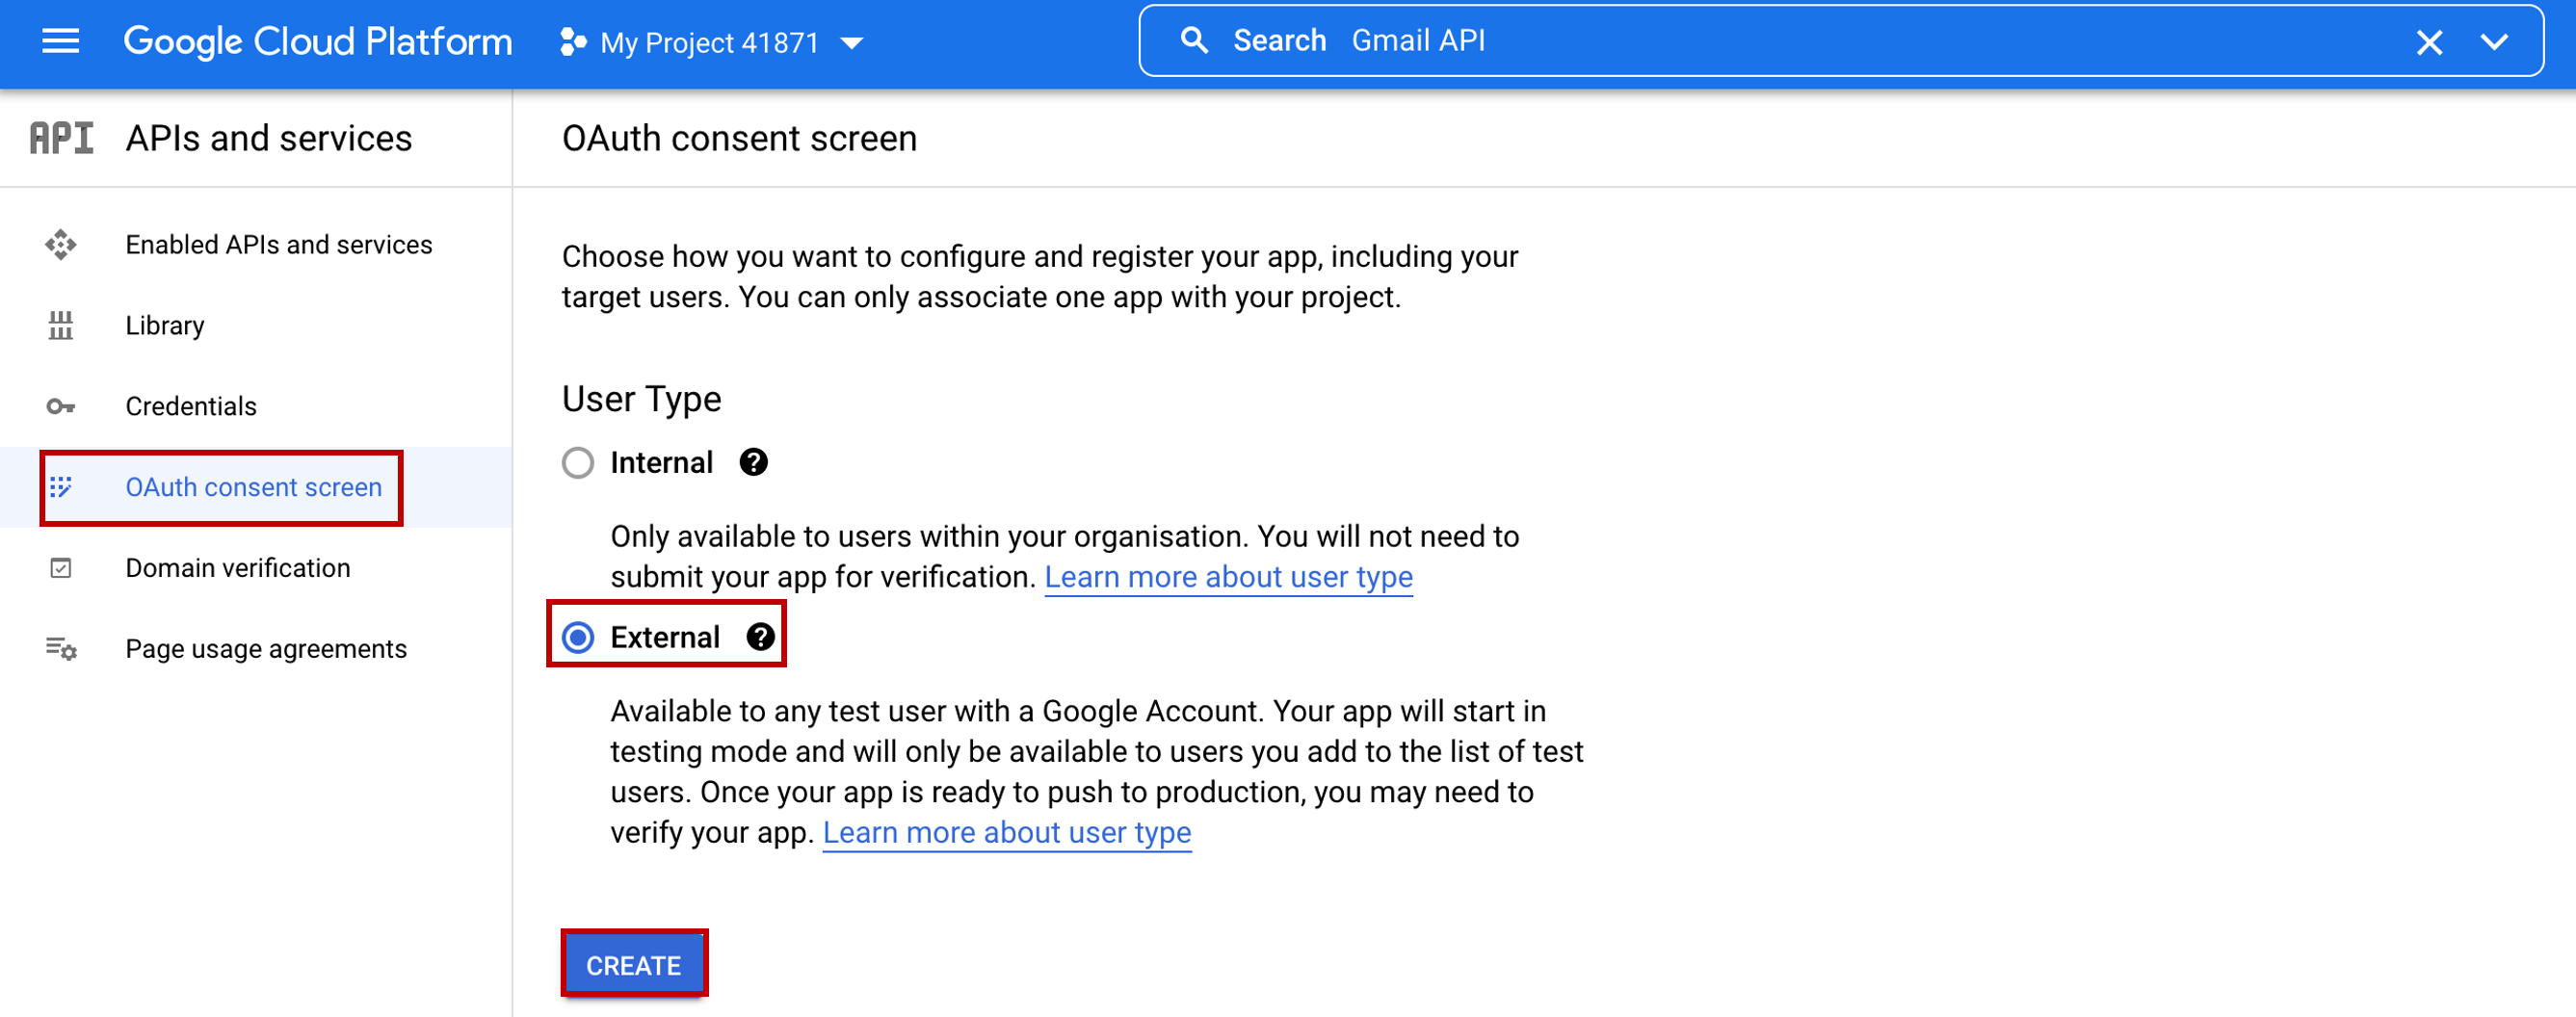 Google Cloud Platform
My Project 41871
Search Gmail API
API APIs and services
OAuth consent screen
Enabled APIs and services
Library
Credentials
OAuth consent screen
Domain verification
Page usage agreements
Choose how you want to configure and register your app, including your
target users. You can only associate one app with your project.
User Type
Internal ?
Only available to users within your organisation. You will not need to
submit your app for verification. Learn more about user type
External ?
Available to any test user with a Google Account. Your app will start in
testing mode and will only be available to users you add to the list of test
users. Once your app is ready to push to production, you may need to
verify your app. Learn more about user type
CREATE